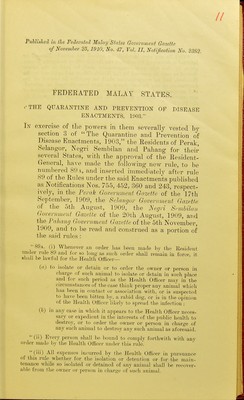 11
Published in the Federated Malay States Government Gazette
of November 25, 1910, No. 47, Vol. II, Notification No.
FEDERATED MALAY STATES.
"THE QUARANTINE AND PREVENTION OF DISEASE
ENACTMENTS, 1903."
IN exercise of the powers in them severally vested by
section 3 of "The Quarantine and Prevention of
Disease Enactments, 1903," the Residents of Perak,
Selangor, Negri Sembilan and Pahang for their
several States, with the approval of the Resident-
General, have made the following new rule, to be
numbered 89A, and inserted immediately after rule
89 of the Rules under the said Enactments published
as Notifications Nos. 755, 452, 360 and 243, respect-
ively, in the Perak Government Gazette of the 17th
September, 1909, the Selangor Government Gazette
of the 5th August, 1909, the Negri Sembilan
Government Gazette of the 20th August, 1909, and
the Pahang Government Gazette of the 5th November,
1909, and to be read and construed as a portion of
the said rules:
"89A. (i) Whenever an order has been made by the Resident
under rule 89 and for so long as such order shall remain in force, it
shall be lawful for the Health Officer—
(a) to isolate or detain or to order the owner or person in
charge of such animal to isolate or detain in such place
and for such period as the Health Officer may in the
circumstances of the case think proper any animal which
has been in contact or association with, or is suspected
to have been bitten by, a rabid dog, or is in the opinion
of the Health Officer likely to spread the infection;
(b) in any case in which it appears to the Health Officer neces-
sary or expedient in the interests of the public health to
destroy, or to order the owner or person in charge of
any such animal to destroy any such animal as aforesaid.
"(ii) Every person shall be bound to comply forthwith with any
order made by the Health Officer under this rule.
"(iii) All expenses incurred by the Health Officer in pursuance
of this rule whether for the isolation or detention or for the main-
tenance while so isolated or detained of any animal shall be recover-
able from the owner or person in charge of such animal.